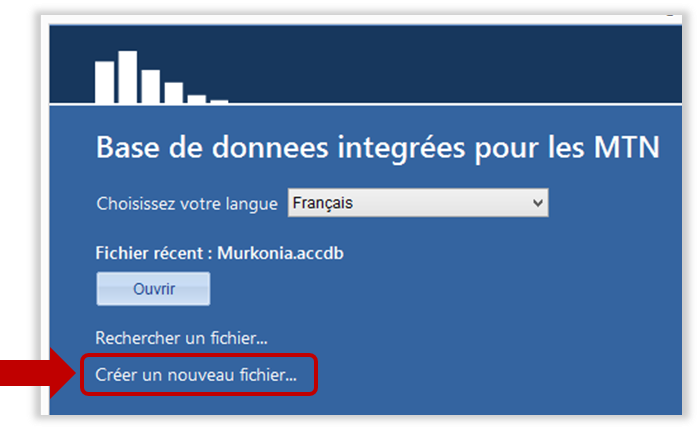 Base de donnees integrées pour les MTN
Choisissez votre langue Français
Fichier récent : Murkonia.accdb
Ouvrir
Rechercher un fichier...
Créer un nouveau fichier...